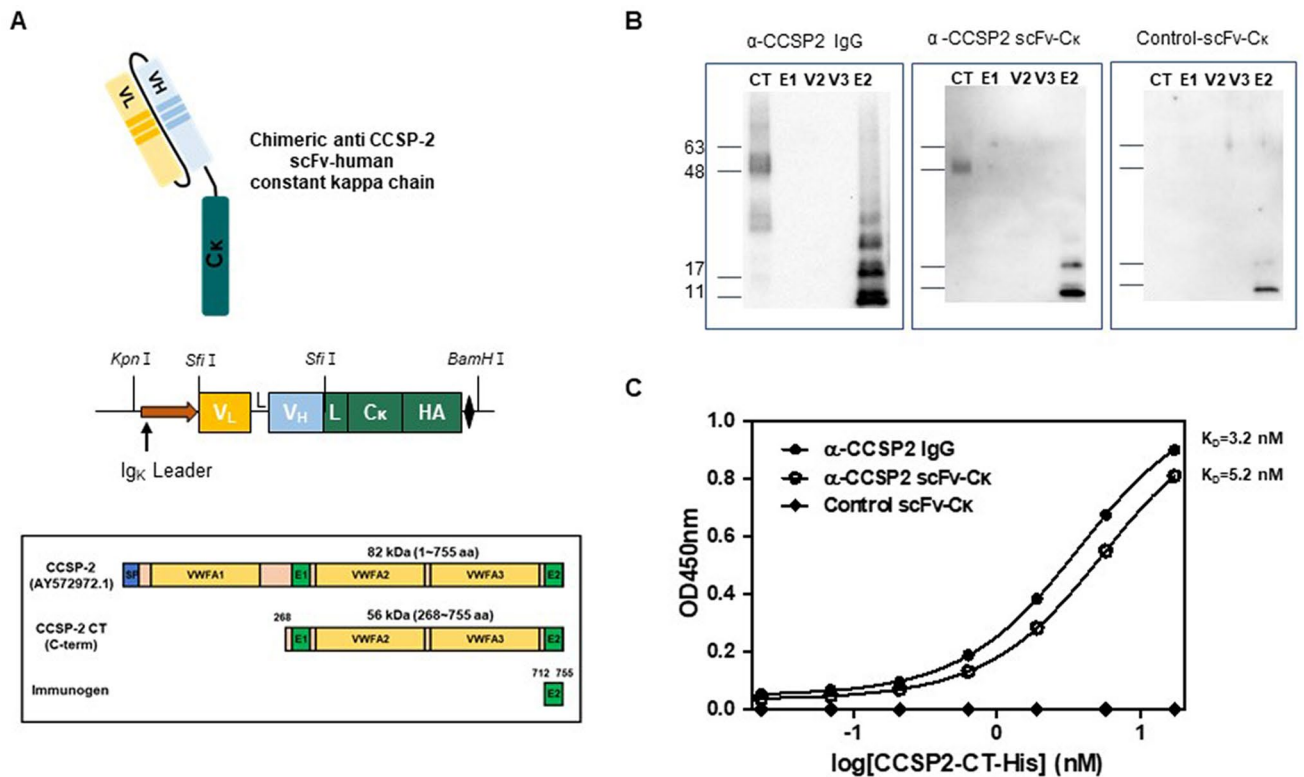 A
VL
VH
Cκ
Chimeric anti CCSP-2
scFv-human
constant kappa chain
Kpn I
Sfi I
Sfi I
BamH I
VL
L
VH
L
Cκ
HA
IgK Leader
82 kDa (1~755 aa)
CCSP-2
(AY572972.1)
SP
VWFA1
E1
VWFA2
VWFA3
E2
56 kDa (268~755 aa)
268
CCSP-2 CT
(C-term)
E1
VWFA2
VWFA3
E2
712 755
Immunogen
E2
B
α-CCSP2 IgG
α-CCSP2 scFv-Cκ
Control-scFv-Cκ
CT E1 V2 V3 E2
CT E1 V2 V3 E2
CT E1 V2 V3 E2
63
48
17
11
C
1.0
0.8
0.6
0.4
0.2
0.0
OD450nm
α-CCSP2 IgG
α-CCSP2 scFv-Cκ
Control scFv-Cκ
KD=3.2 nM
KD=5.2 nM
-1
0
1
log[CCSP2-CT-His] (nM)